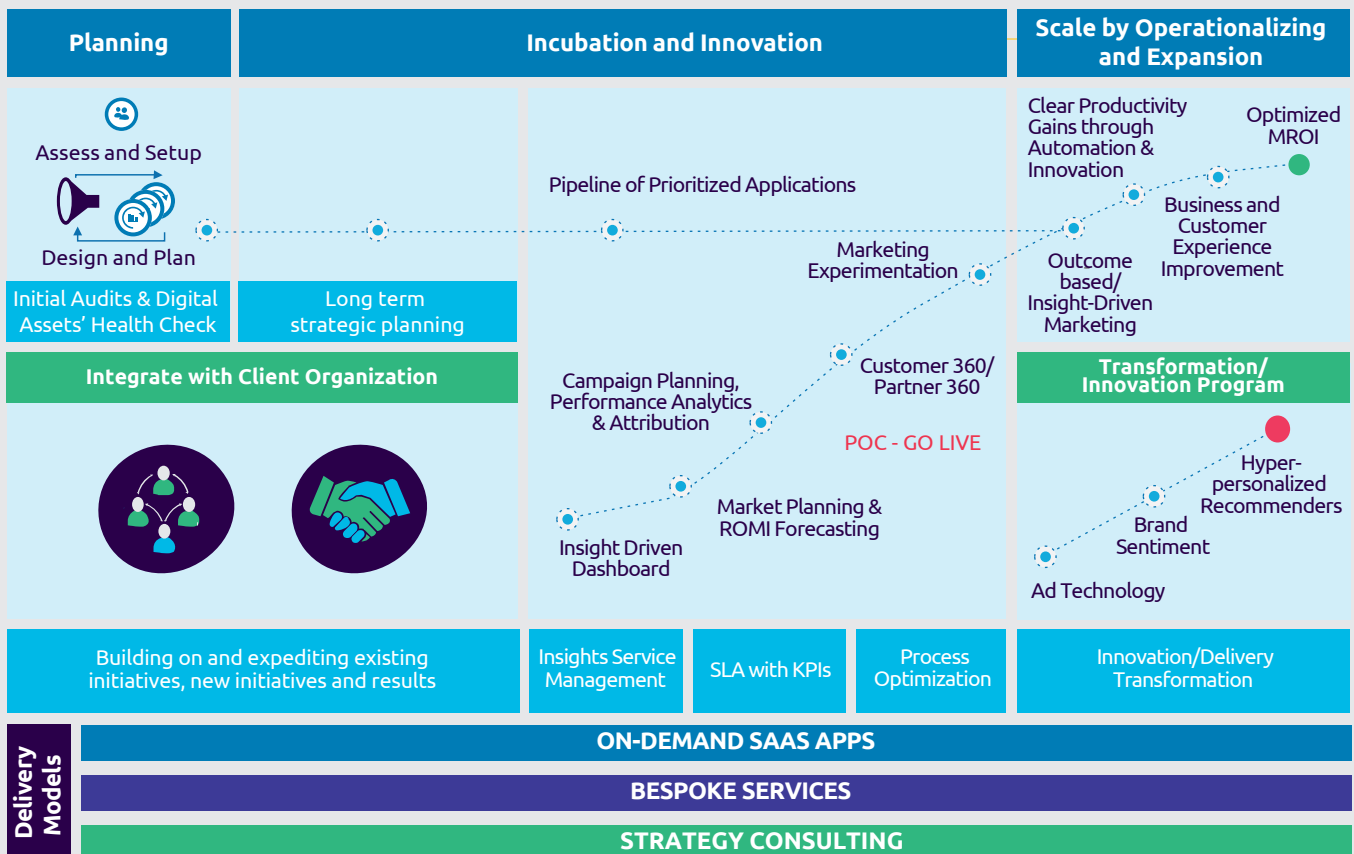 Planning
Incubation and Innovation
Scale by Operationalizing
and Expansion
Assess and Setup
Design and Plan
Initial Audits & Digital
Assets’ Health Check
Long term
strategic planning
Pipeline of Prioritized Applications
Marketing
Experimentation
Customer 360/
Partner 360
Campaign Planning,
Performance Analytics
& Attribution
POC - GO LIVE
Market Planning &
ROMI Forecasting
Insight Driven
Dashboard
Clear Productivity
Gains through
Automation &
Innovation
Optimized
MROI
Business and
Customer
Experience
Improvement
Outcome
based/
Insight-Driven
Marketing
Integrate with Client Organization
Transformation/
Innovation Program
Hyper-
personalized
Recommenders
Brand
Sentiment
Ad Technology
Building on and expediting existing
initiatives, new initiatives and results
Insights Service
Management
SLA with KPIs
Process
Optimization
Innovation/Delivery
Transformation
Delivery
Models
ON-DEMAND SAAS APPS
BESPOKE SERVICES
STRATEGY CONSULTING